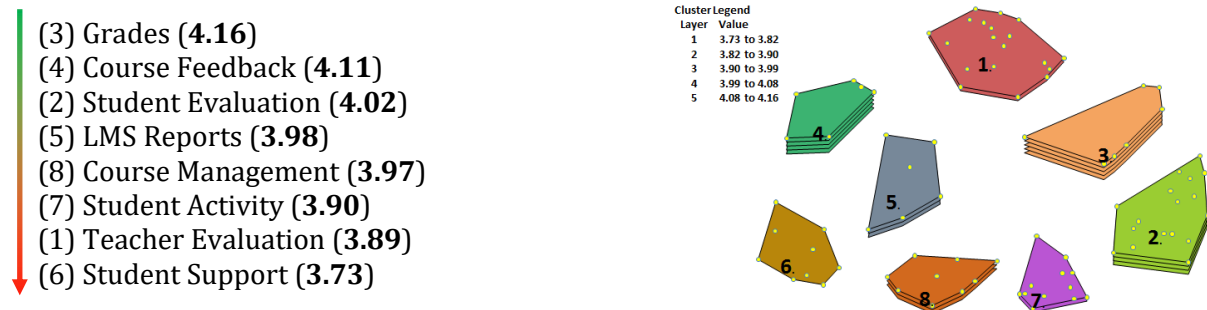 (3) Grades (4.16)
(4) Course Feedback (4.11)
(2) Student Evaluation (4.02)
(5) LMS Reports (3.98)
(8) Course Management (3.97)
(7) Student Activity (3.90)
(1) Teacher Evaluation (3.89)
(6) Student Support (3.73)
Cluster Legend
Layer Value
1 3.73 to 3.82
2 3.82 to 3.90
3 3.90 to 3.99
4 3.99 to 4.08
5 4.08 to 4.16
1.
4.
3.
5.
2.
6.
8.
7.